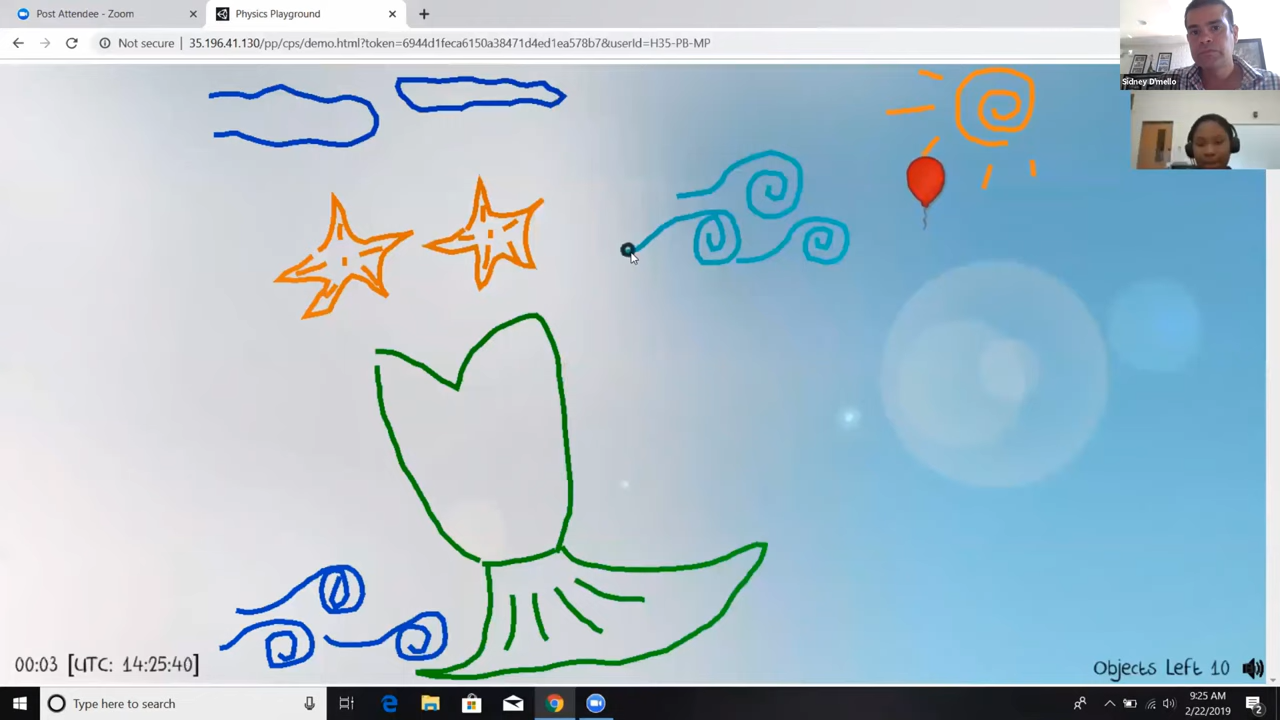 Post Attendee - Zoom
Physics Playground
Not secure
35.196.41.130/pp/cps/demo.html?token=6944d1feca6150a38471d4ed1ea578b7&userId=H35-PB-MP
Sidney D'mello
00:03 [UTC: 14:25:40]
Objects Left 10
Type here to search
9:25 AM
2/22/2019
2